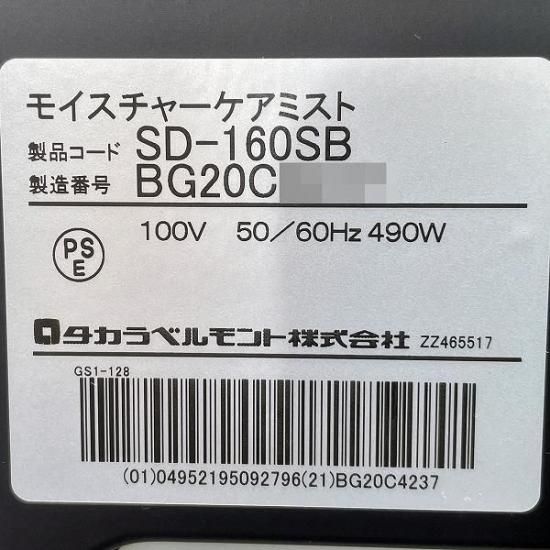 モイスチャーケアミスト
製品コード SD-160SB
製造番号 BG20C
PS
E
100V 50/60Hz 490W
タカラベルモント株式会社 ZZ465517
GS1-128
(01)04952195092796(21)BG20C4237